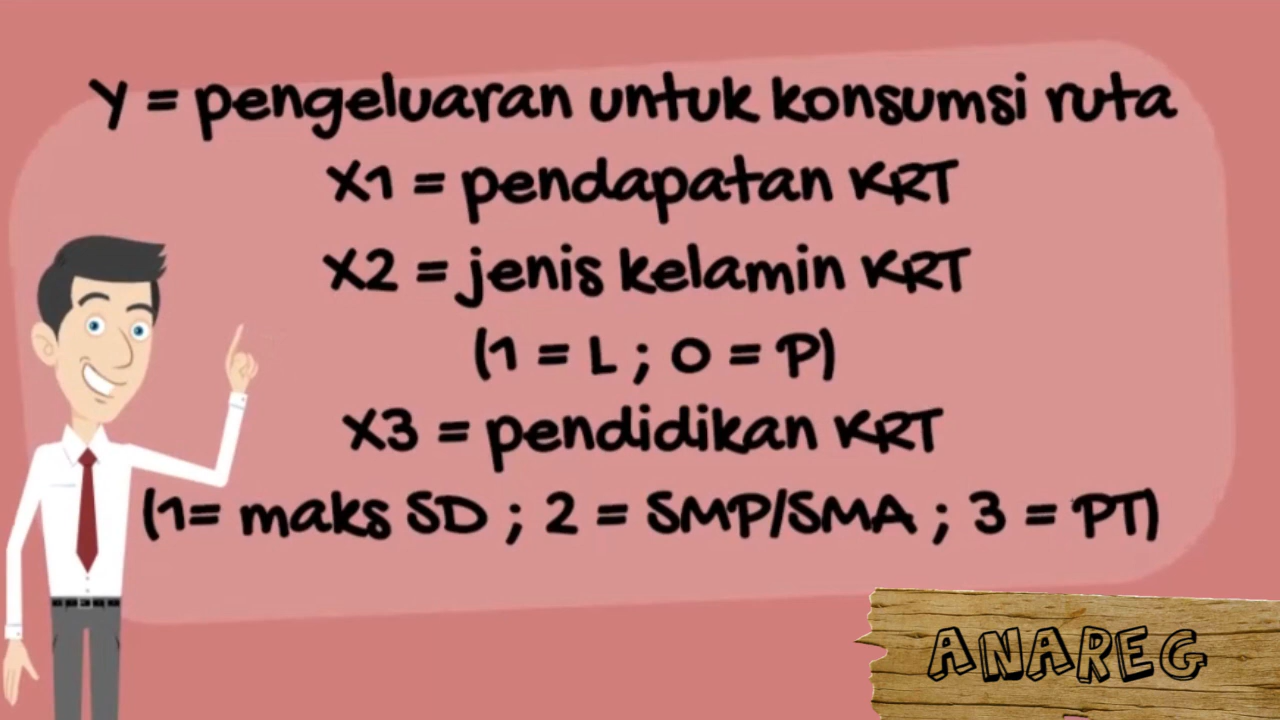 Y = pengeluaran untuk konsumsi ruta
X1 = pendapatan KRT
X2 = jenis kelamin KRT
(1 = L ; 0 = P)
X3 = pendidikan KRT
(1= maks SD ; 2 = SMP/SMA ; 3 = PT)
ANAREG